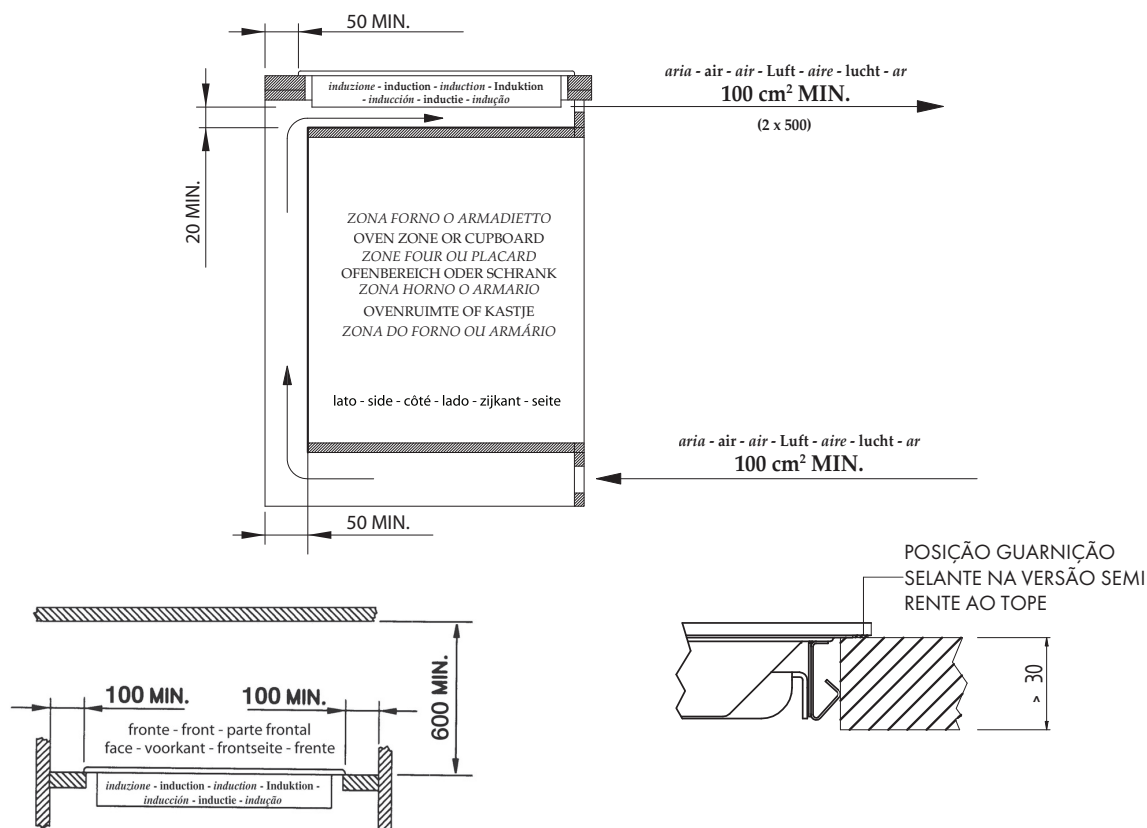 50 MIN.
induzione - induction - induction - Induktion
- inducción - inductie - indução
aria - air - air - Luft - aire - lucht - ar
100 cm² MIN.
(2 x 500)
20 MIN.
ZONA FORNO O ARMADIETTO
OVEN ZONE OR CUPBOARD
ZONE FOUR OU PLACARD
OFENBEREICH ODER SCHRANK
ZONA HORNO O ARMARIO
OVENRUIMTE OF KASTJE
ZONA DO FORNO OU ARMÁRIO
lato - side - côté - lado - zijkant - seite
aria - air - air - Luft - aire - lucht - ar
100 cm² MIN.
50 MIN.
POSIÇÃO GUARNIÇÃO
SELANTE NA VERSÃO SEMI
RENTE AO TOPE
> 30
100 MIN.
100 MIN.
600 MIN.
fronte - front - parte frontal
face - voorkant - frontseite - frente
induzione - induction - induction - Induktion -
inducción - inductie - indução